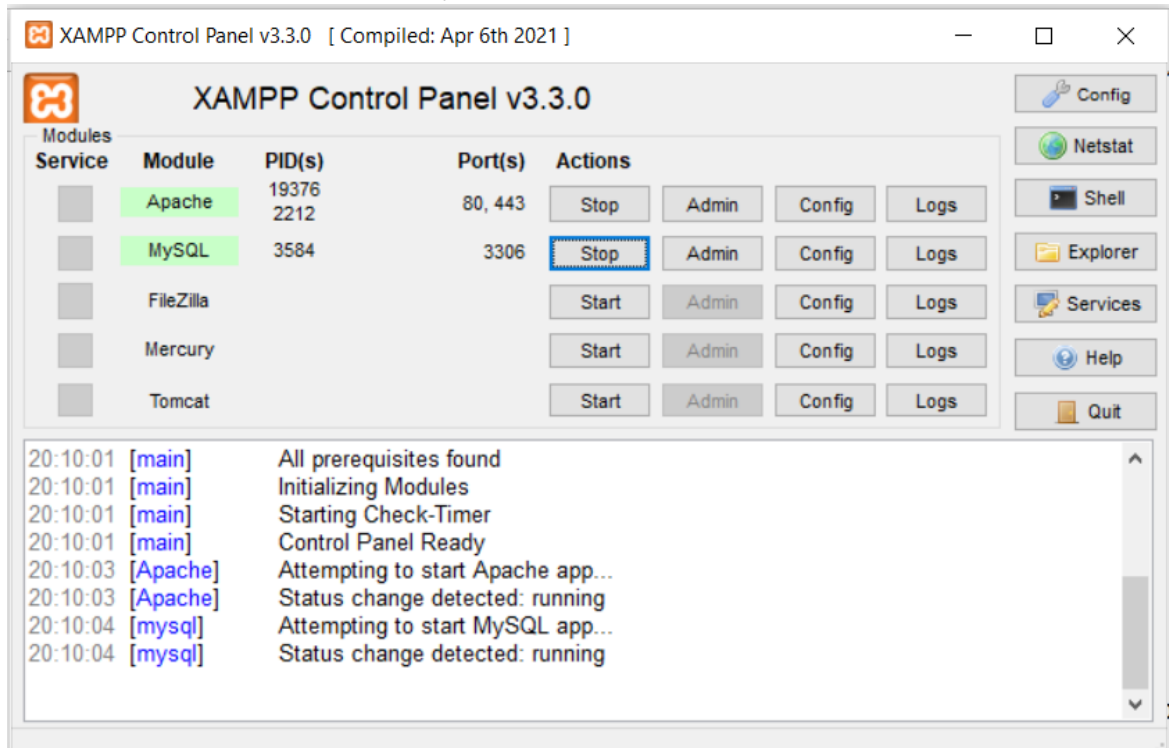 XAMPP Control Panel v3.3.0 [ Compiled: Apr 6th 2021 ]
XAMPP Control Panel v3.3.0
Config
Modules
Service Module PID(s) Port(s) Actions
Netstat
Apache 19376 2212 80, 443 Stop Admin Config Logs
Shell
MySQL 3584 3306 Stop Admin Config Logs
Explorer
FileZilla Start Admin Config Logs
Services
Mercury Start Admin Config Logs
Help
Tomcat Start Admin Config Logs
Quit
20:10:01 [main] All prerequisites found
20:10:01 [main] Initializing Modules
20:10:01 [main] Starting Check-Timer
20:10:01 [main] Control Panel Ready
20:10:03 [Apache] Attempting to start Apache app...
20:10:03 [Apache] Status change detected: running
20:10:04 [mysql] Attempting to start MySQL app...
20:10:04 [mysql] Status change detected: running